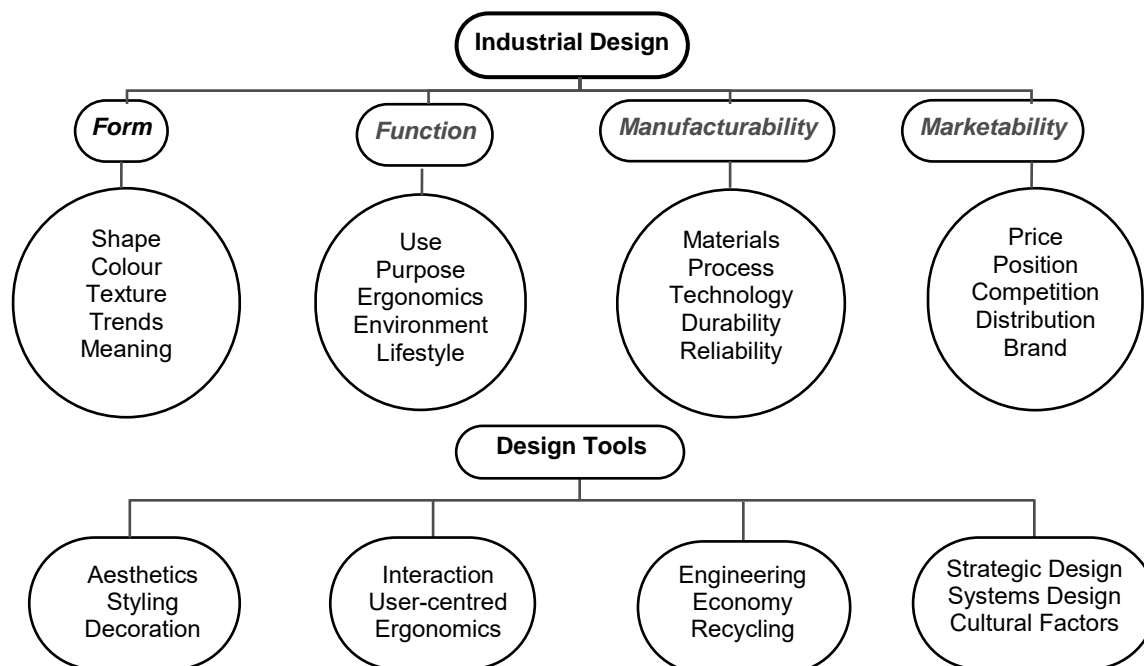 Industrial Design
Form
Function
Manufacturability
Marketability
Shape
Colour
Texture
Trends
Meaning
Use
Purpose
Ergonomics
Environment
Lifestyle
Materials
Process
Technology
Durability
Reliability
Price
Position
Competition
Distribution
Brand
Design Tools
Aesthetics
Styling
Decoration
Interaction
User-centred
Ergonomics
Engineering
Economy
Recycling
Strategic Design
Systems Design
Cultural Factors